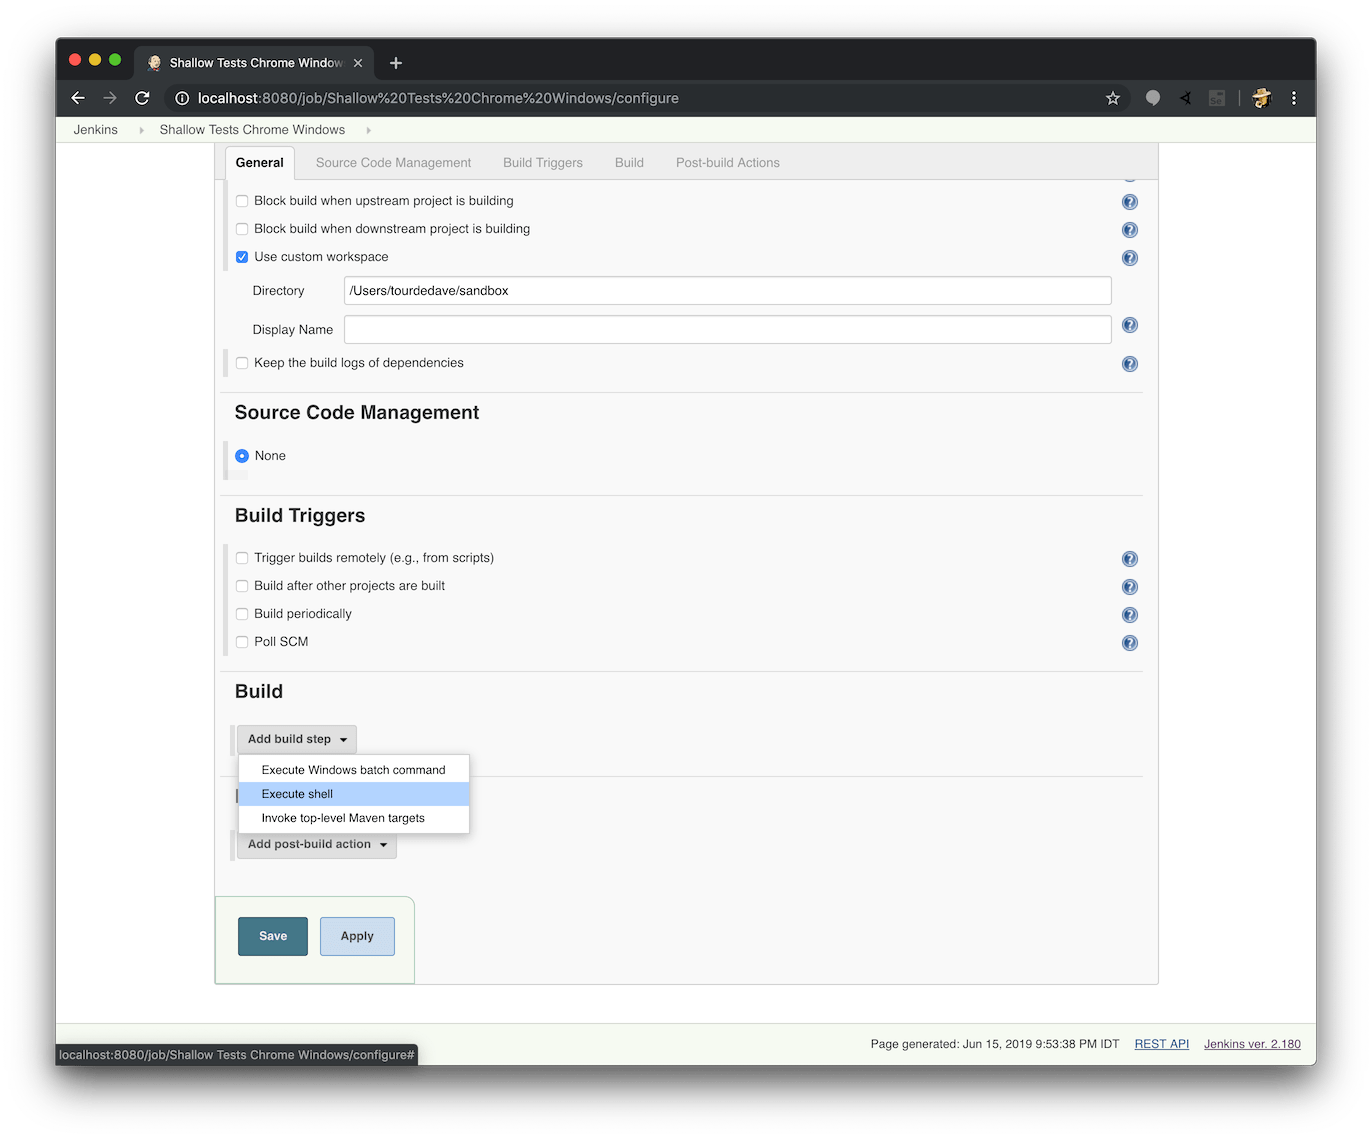 Shallow Tests Chrome Window
localhost:8080/job/Shallow%20Tests%20Chrome%20Windows/configure
Jenkins
Shallow Tests Chrome Windows
General
Source Code Management
Build Triggers
Build
Post-build Actions
Block build when upstream project is building
Block build when downstream project is building
Use custom workspace
Directory
/Users/tourdedave/sandbox
Display Name
Keep the build logs of dependencies
Source Code Management
None
Build Triggers
Trigger builds remotely (e.g., from scripts)
Build after other projects are built
Build periodically
Poll SCM
Build
Add build step
Execute Windows batch command
Execute shell
Invoke top-level Maven targets
Add post-build action
Save
Apply
Page generated: Jun 15, 2019 9:53:38 PM IDT
REST API
Jenkins ver. 2.180
localhost:8080/job/Shallow Tests Chrome Windows/configure#